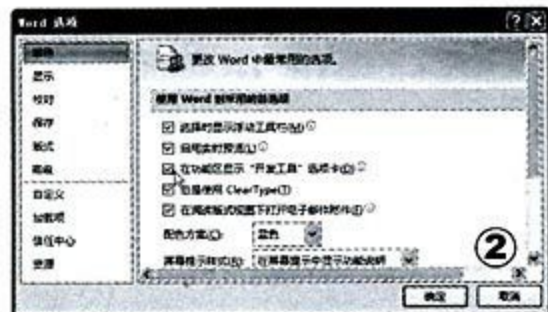 Word 选项
常用
显示
校对
保存
版式
高级
自定义
加载项
信任中心
资源
更改 Word 中最常用的选项。
使用 Word 时采用的首选项
选择时显示浮动工具栏(M)
启用实时预览(L)
在功能区显示“开发工具”选项卡(D)
总是使用 ClearType(T)
在阅读版式视图下打开电子邮件附件(F)
配色方案(C): 蓝色
屏幕提示样式(R): 在屏幕提示中显示功能说明
②
确定 取消